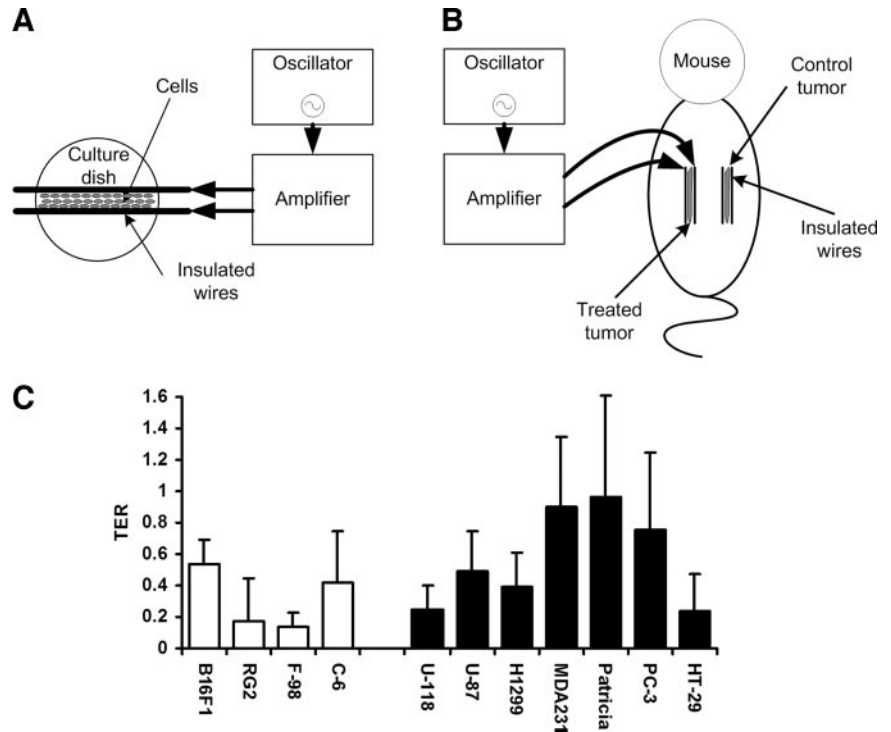 A
Oscillator
Cells
Culture
dish
Amplifier
Insulated
wires
B
Oscillator
Mouse
Control
tumor
Amplifier
Insulated
wires
Treated
tumor
C
TER
1.6
1.4
1.2
1
0.8
0.6
0.4
0.2
0
B16F1
RG2
F-98
C-6
U-118
U-87
H1299
MDA231
Patricia
PC-3
HT-29